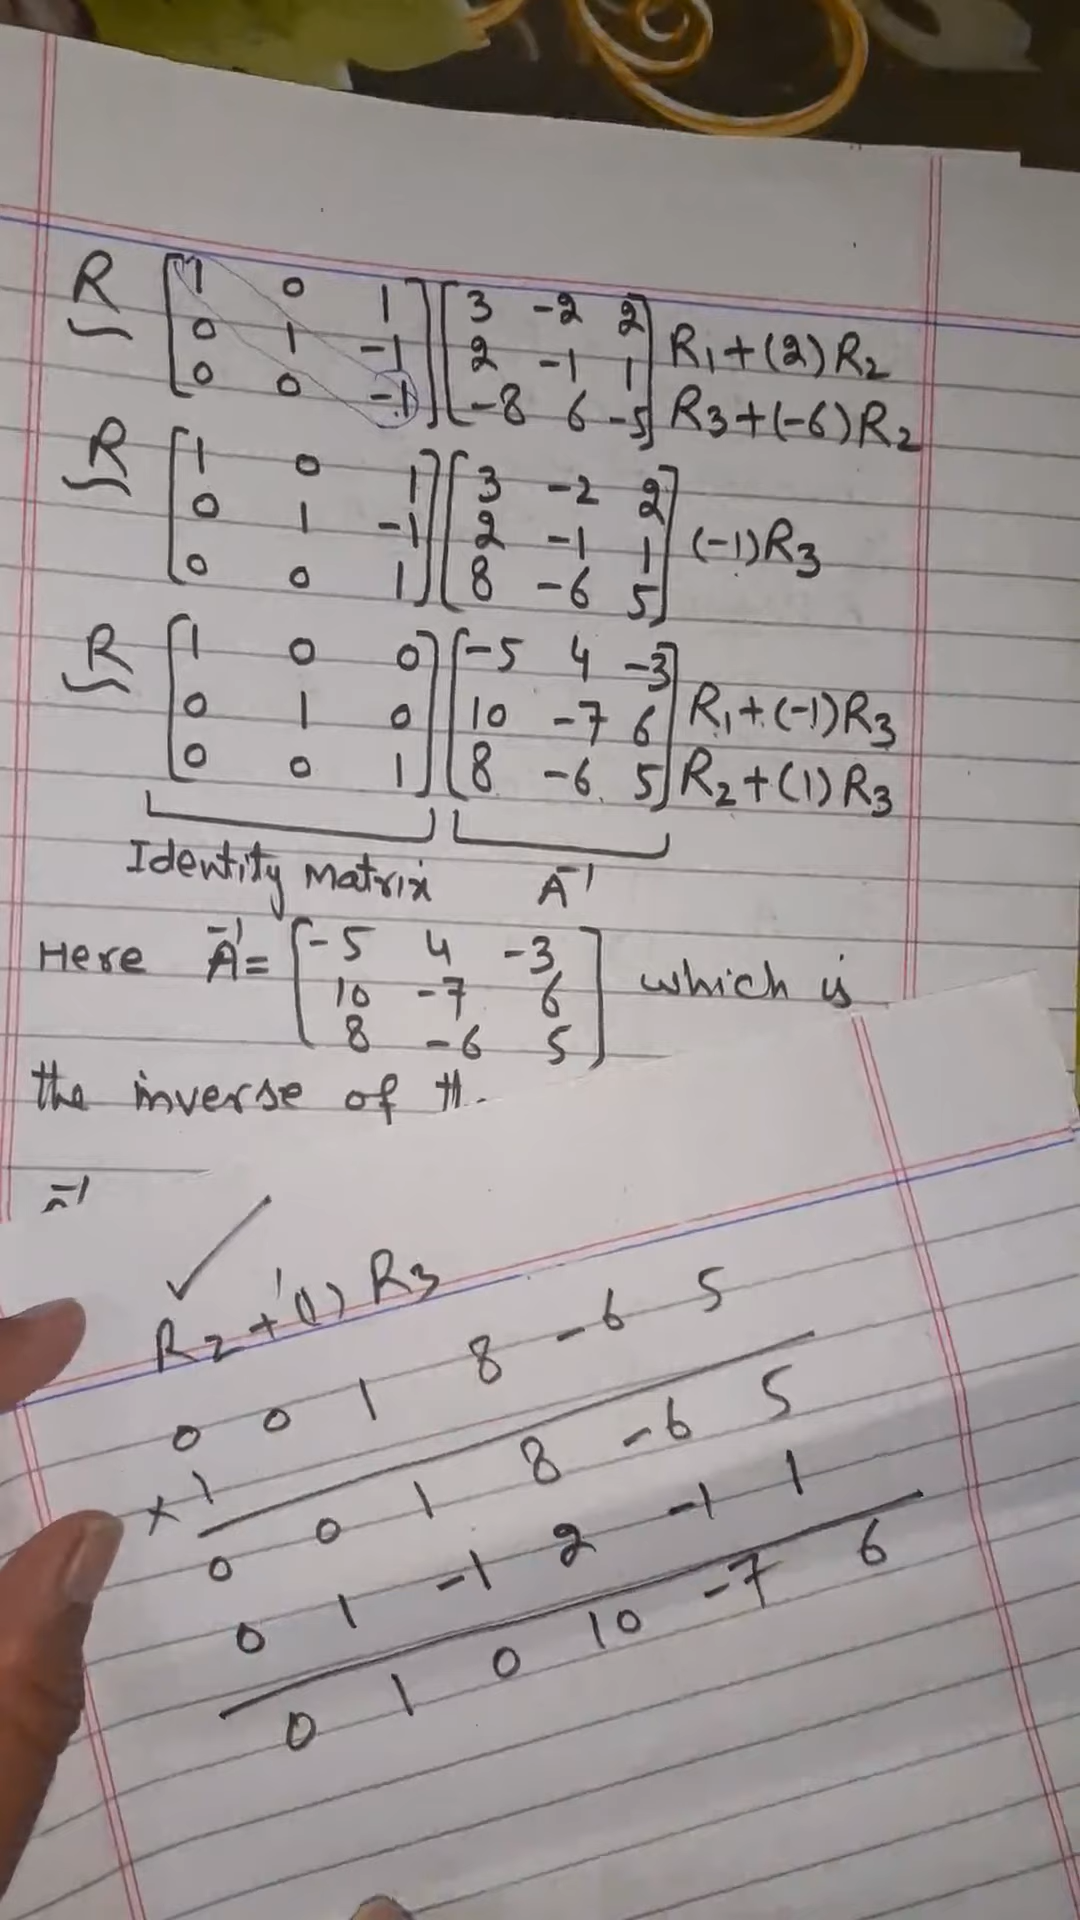 R [1 0 1] [3 -2 2] R1+(2)R2
0 1 -1 2 -1 1
0 0 -1 -8 6 -5 R3+(-6)R2
R [1 0 1] [3 -2 2]
0 1 -1 2 -1 1 (-1)R3
0 0 1 8 -6 5
R [1 0 0] [-5 4 -3]
0 1 0 10 -7 6 R1+(-1)R3
0 0 1 8 -6 5 R2+(1)R3
Identity Matrix A⁻¹
Here A⁻¹= [-5 4 -3] which is
10 -7 6
8 -6 5
the inverse of
R2+(1)R3
0 0 1 8 -6 5
×1
0 0 1 8 -6 5
0 1 -1 2 -1 1
0 1 0 10 -7 6